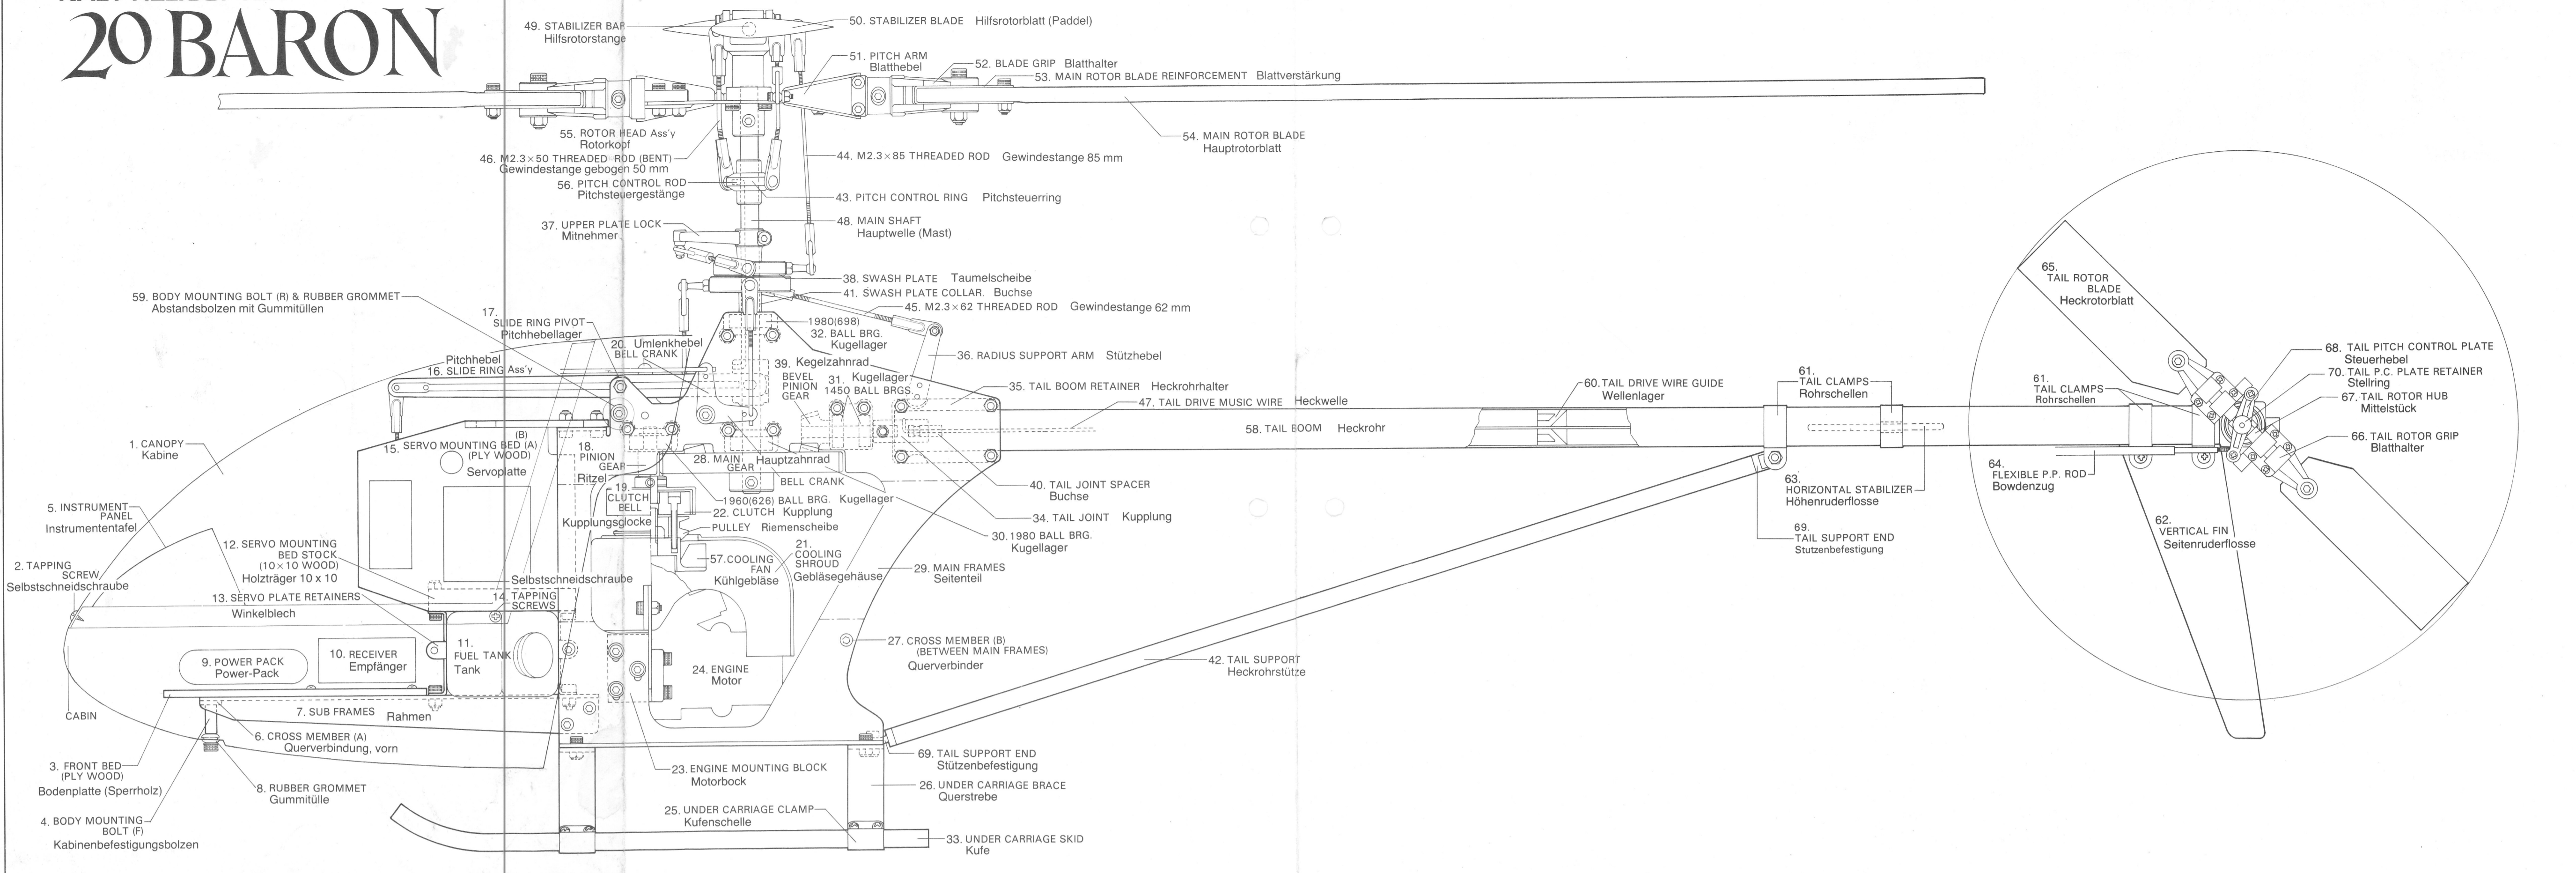 20 BARON
49. STABILIZER BAR
Hilfsrotorstange
50. STABILIZER BLADE Hilfsrotorblatt (Paddel)
51. PITCH ARM
Blatthebel
52. BLADE GRIP Blatthalter
53. MAIN ROTOR BLADE REINFORCEMENT Blattverstärkung
54. MAIN ROTOR BLADE
Hauptrotorblatt
55. ROTOR HEAD Ass'y
Rotorkopf
46. M2.3×50 THREADED ROD (BENT)
Gewindestange gebogen 50 mm
56. PITCH CONTROL ROD
Pitchsteuergestänge
44. M2.3×85 THREADED ROD Gewindestange 85 mm
43. PITCH CONTROL RING Pitchsteuerring
48. MAIN SHAFT
Hauptwelle (Mast)
37. UPPER PLATE LOCK
Mitnehmer
38. SWASH PLATE Taumelscheibe
41. SWASH PLATE COLLAR. Buchse
45. M2.3×62 THREADED ROD Gewindestange 62 mm
59. BODY MOUNTING BOLT (R) & RUBBER GROMMET
Abstandsbolzen mit Gummitüllen
17.
SLIDE RING PIVOT
Pitchhebellager
1980(698)
32. BALL BRG.
Kugellager
20. Umlenkhebel
BELL CRANK
Pitchhebel
16. SLIDE RING Ass'y
39. Kegelzahnrad
BEVEL
PINION
GEAR
31. Kugellager
1450 BALL BRGS.
36. RADIUS SUPPORT ARM Stützhebel
35. TAIL BOOM RETAINER Heckrohrhalter
47. TAIL DRIVE MUSIC WIRE Heckwelle
60. TAIL DRIVE WIRE GUIDE
Wellenlager
61.
TAIL CLAMPS
Rohrschellen
58. TAIL BOOM Heckrohr
61.
TAIL CLAMPS
Rohrschellen
65.
TAIL ROTOR
BLADE
Heckrotorblatt
68. TAIL PITCH CONTROL PLATE
Steuerhebel
70. TAIL P.C. PLATE RETAINER
Stellring
67. TAIL ROTOR HUB
Mittelstück
66. TAIL ROTOR GRIP
Blatthalter
64.
FLEXIBLE P.P. ROD
Bowdenzug
63.
HORIZONTAL STABILIZER
Höhenruderflosse
62.
VERTICAL FIN
Seitenruderflosse
69.
TAIL SUPPORT END
Stutzenbefestigung
1. CANOPY
Kabine
(B)
15. SERVO MOUNTING BED (A)
(PLY WOOD)
Servoplatte
18.
PINION
GEAR
Ritzel
28. MAIN
GEAR
Hauptzahnrad
BELL CRANK
19.
CLUTCH
BELL
Kupplungsglocke
1960(626) BALL BRG. Kugellager
22. CLUTCH Kupplung
PULLEY Riemenscheibe
40. TAIL JOINT SPACER
Buchse
34. TAIL JOINT Kupplung
30. 1980 BALL BRG.
Kugellager
5. INSTRUMENT
PANEL
Instrumententafel
12. SERVO MOUNTING
BED STOCK
(10×10 WOOD)
Holzträger 10 x 10
57. COOLING
FAN
Kühlgebläse
21.
COOLING
SHROUD
Gebläsegehäuse
29. MAIN FRAMES
Seitenteil
2. TAPPING
SCREW
Selbstschneidschraube
Selbstschneidschraube
14. TAPPING
SCREWS
13. SERVO PLATE RETAINERS
Winkelblech
11.
FUEL TANK
Tank
10. RECEIVER
Empfänger
9. POWER PACK
Power-Pack
24. ENGINE
Motor
27. CROSS MEMBER (B)
(BETWEEN MAIN FRAMES)
Querverbinder
42. TAIL SUPPORT
Heckrohrstütze
CABIN
7. SUB FRAMES Rahmen
6. CROSS MEMBER (A)
Querverbindung, vorn
3. FRONT BED
(PLY WOOD)
Bodenplatte (Sperrholz)
8. RUBBER GROMMET
Gummitülle
4. BODY MOUNTING
BOLT (F)
Kabinenbefestigungsbolzen
23. ENGINE MOUNTING BLOCK
Motorbock
69. TAIL SUPPORT END
Stützenbefestigung
26. UNDER CARRIAGE BRACE
Querstrebe
25. UNDER CARRIAGE CLAMP
Kufenschelle
33. UNDER CARRIAGE SKID
Kufe